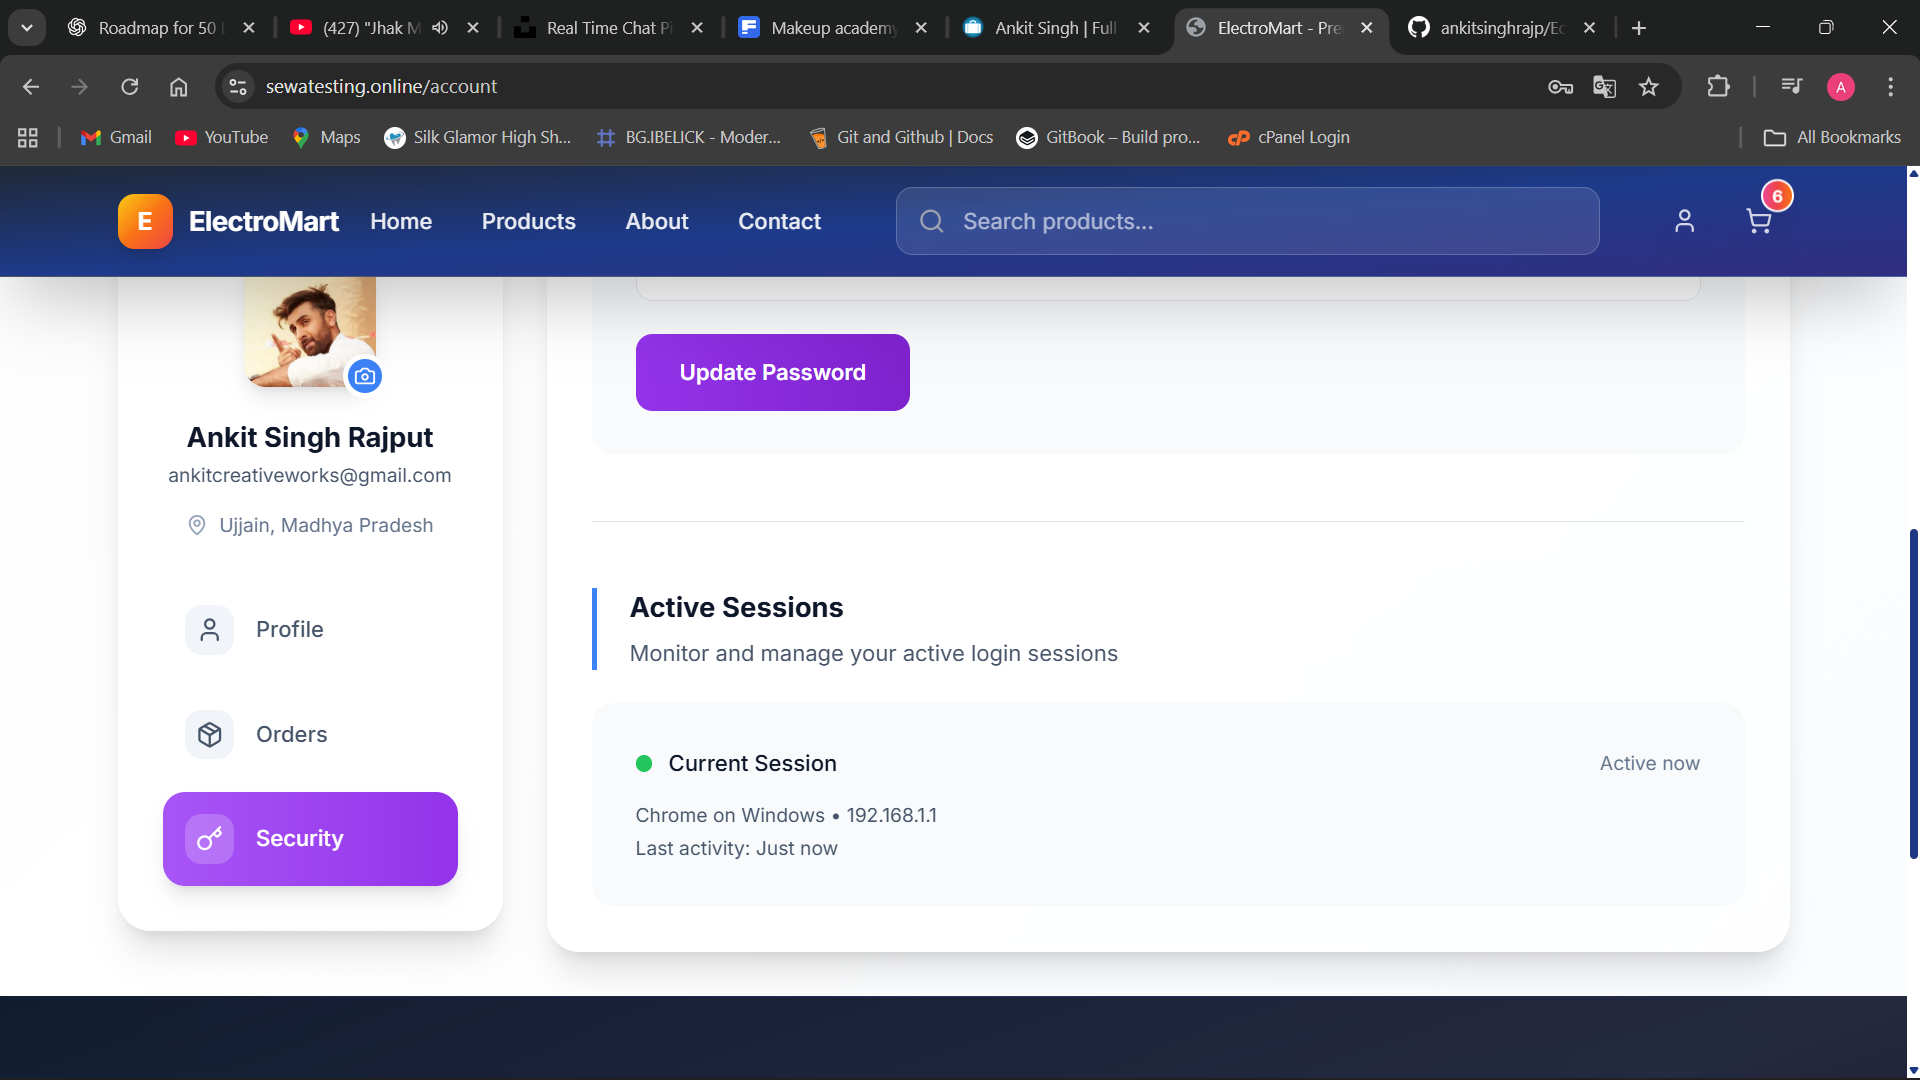 Roadmap for 50
(427) "Jhak M
Real Time Chat Pi
Makeup academy
Ankit Singh | Full
ElectroMart - Pre
ankitsinghrajp/Ec
sewatesting.online/account
A
Gmail
YouTube
Maps
Silk Glamor High Sh...
BG.IBELICK - Moder...
Git and Github | Docs
GitBook – Build pro...
cP cPanel Login
All Bookmarks
E
ElectroMart
Home
Products
About
Contact
Search products...
6
Update Password
Ankit Singh Rajput
ankitcreativeworks@gmail.com
Ujjain, Madhya Pradesh
Profile
Orders
Security
Active Sessions
Monitor and manage your active login sessions
Current Session
Active now
Chrome on Windows • 192.168.1.1
Last activity: Just now